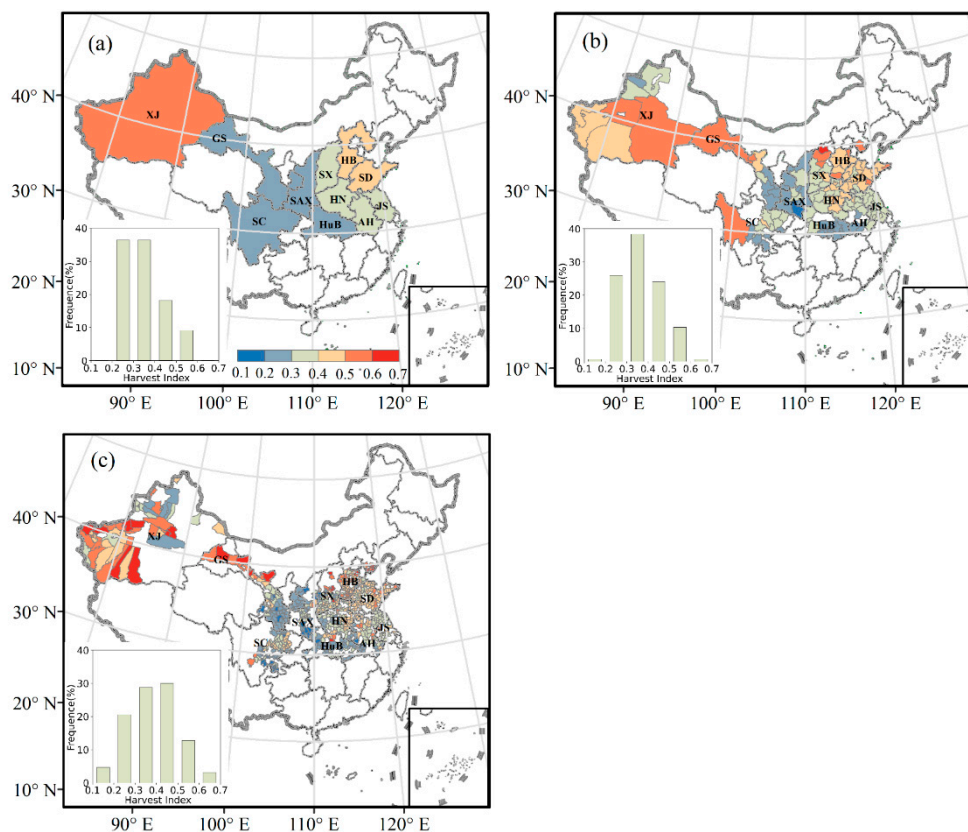 (a)
40° N
30° N
20° N
10° N
XJ
GS
SC
SAX
SX
HB
SD
HN
JS
AH
HuB
Frequence(%)
40
30
20
10
0
0.1 0.2 0.3 0.4 0.5 0.6 0.7
Harvest Index
0.1 0.2 0.3 0.4 0.5 0.6 0.7
90° E 100° E 110° E 120° E
(b)
40° N
30° N
20° N
10° N
XJ
GS
SC
SAX
SX
HB
SD
HN
JS
AH
HuB
Frequence(%)
40
30
20
10
0
0.1 0.2 0.3 0.4 0.5 0.6 0.7
Harvest Index
90° E 100° E 110° E 120° E
(c)
40° N
30° N
20° N
10° N
XJ
GS
SC
SAX
SX
HB
SD
HN
JS
AH
HuB
Frequence(%)
40
30
20
10
0
0.1 0.2 0.3 0.4 0.5 0.6 0.7
Harvest Index
90° E 100° E 110° E 120° E